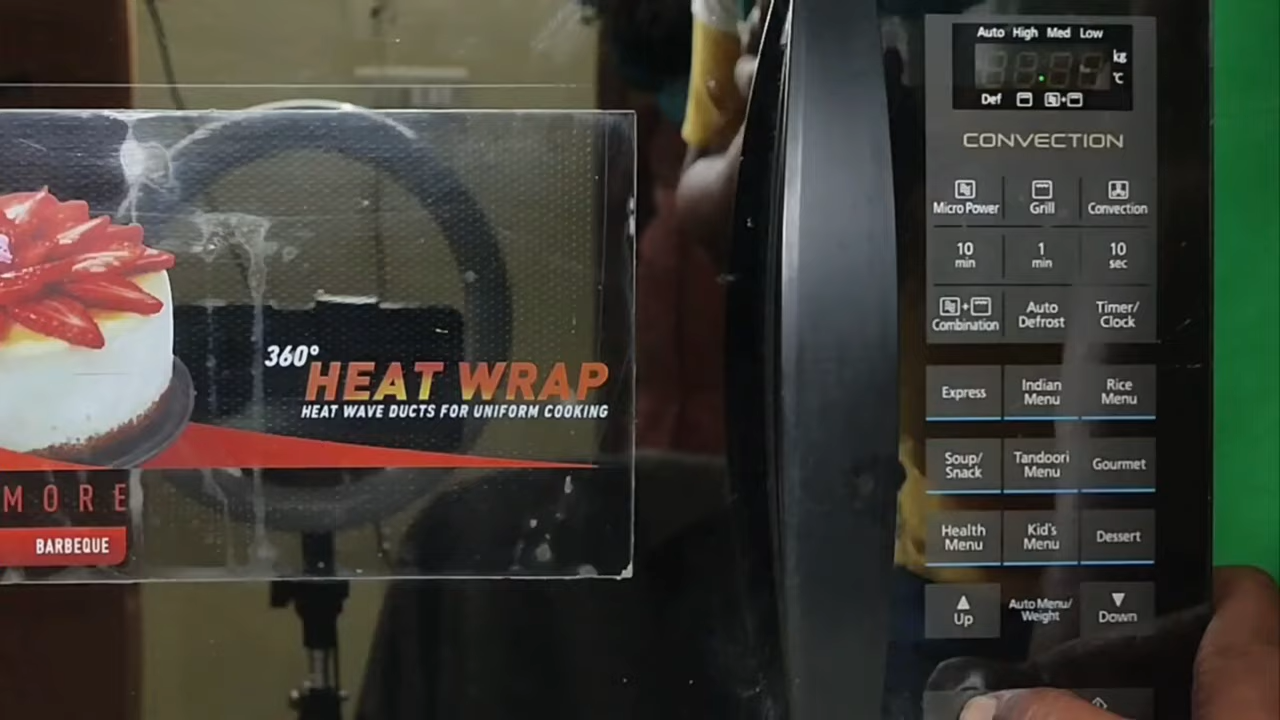 Auto High Med Low
kg
°C
Def
CONVECTION
Micro Power Grill Convection
10 min 1 min 10 sec
Combination Auto Defrost Timer/ Clock
Express Indian Menu Rice Menu
Soup/ Snack Tandoori Menu Gourmet
Health Menu Kid's Menu Dessert
Up Auto Menu/ Weight Down
360°
HEAT WRAP
HEAT WAVE DUCTS FOR UNIFORM COOKING
MORE
BARBEQUE